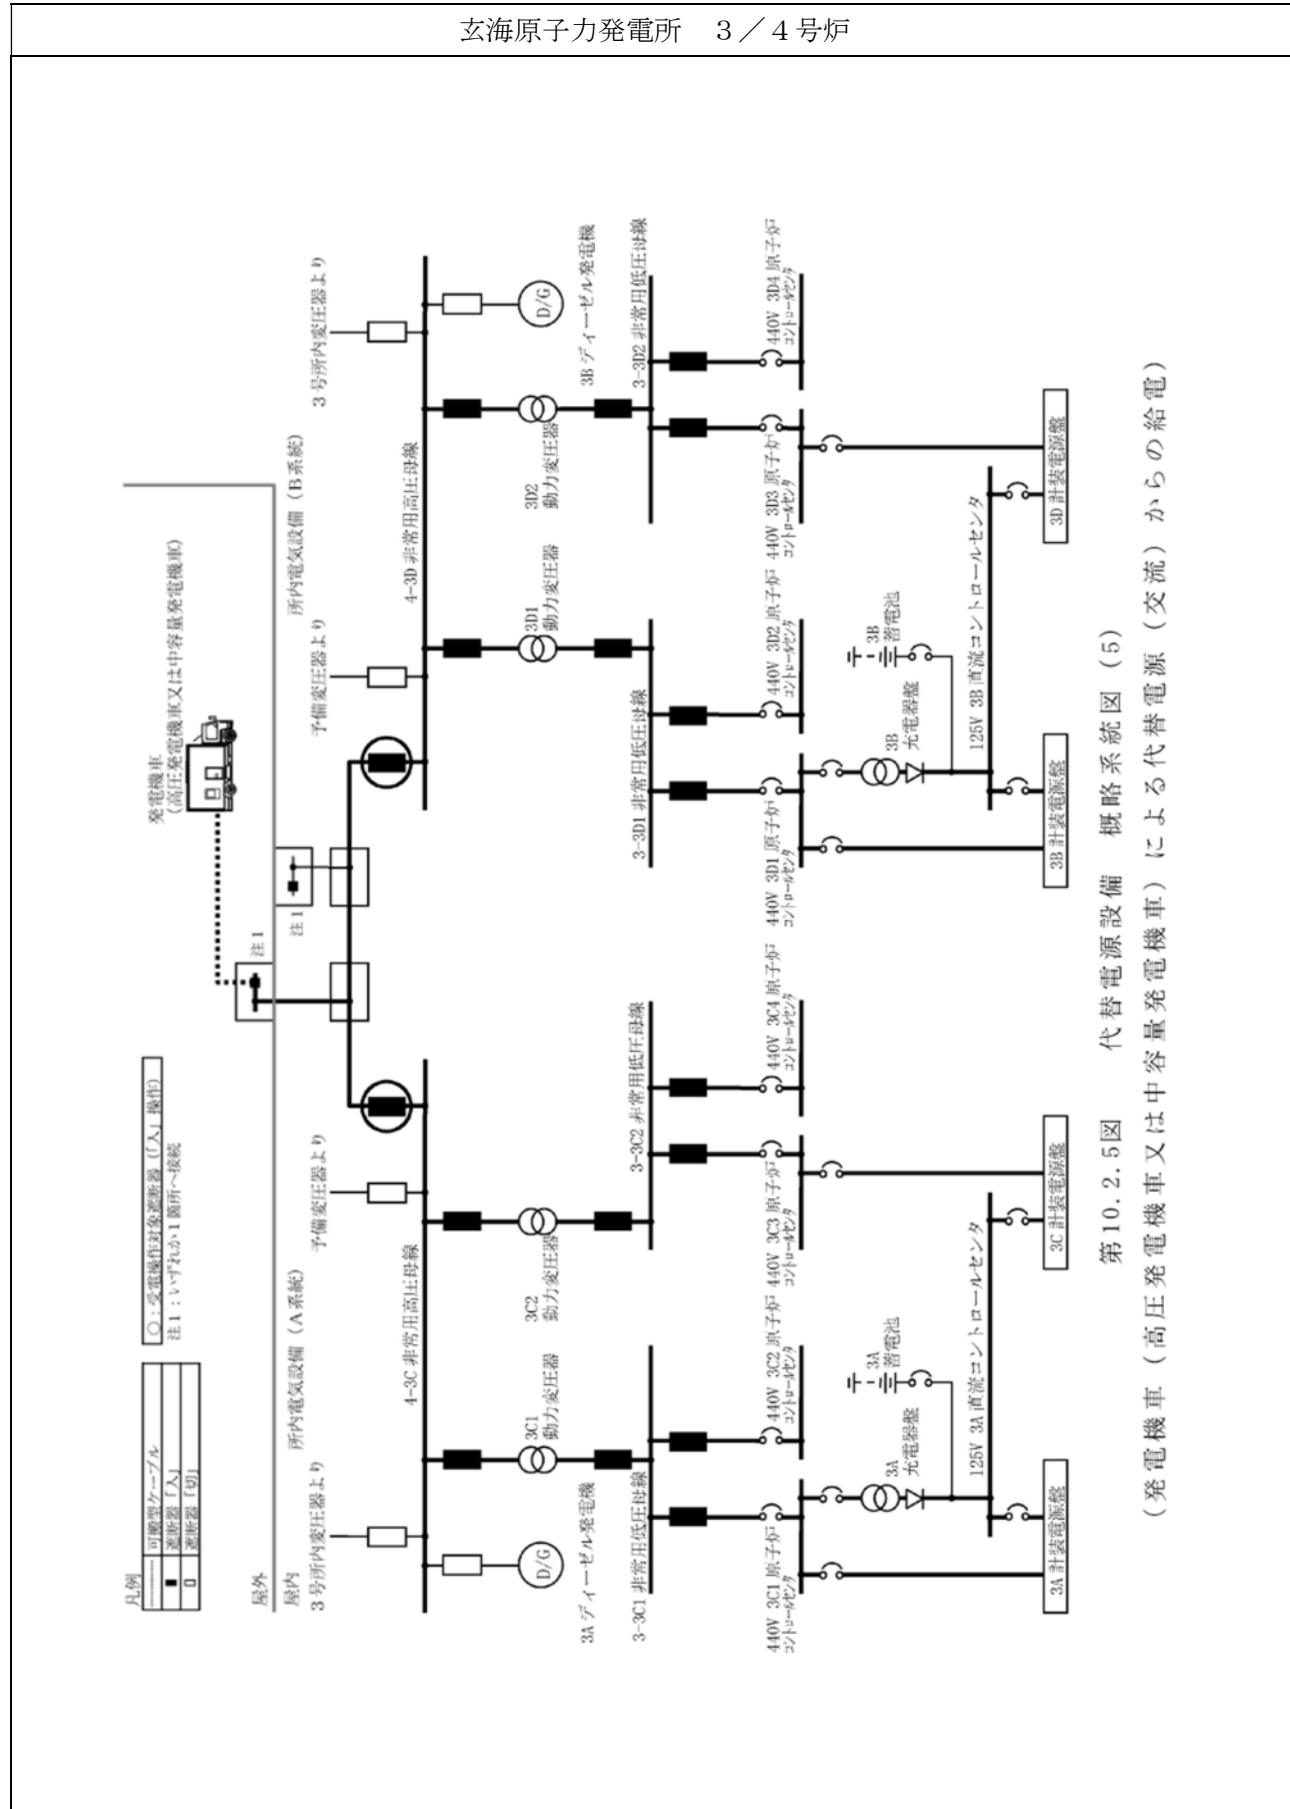 玄海原子力発電所　３／４号炉
凡例
可搬型ケーブル
遮断器「入」
遮断器「切」
○：受電操作対象遮断器（「入」操作）
注1：いずれか1箇所へ接続
発電機車
（高圧発電機車又は中容量発電機車）
注1
注1
屋外
屋内
所内電気設備（A系統）
所内電気設備（B系統）
3号所内変圧器より
予備変圧器より
予備変圧器より
3号所内変圧器より
4-3C 非常用高圧母線
4-3D 非常用高圧母線
D/G
3A ディーゼル発電機
3C1
動力変圧器
3C2
動力変圧器
3D1
動力変圧器
3D2
動力変圧器
D/G
3B ディーゼル発電機
3-3C1 非常用低圧母線
3-3C2 非常用低圧母線
3-3D1 非常用低圧母線
3-3D2 非常用低圧母線
440V 3C1 原子炉
コントロールセンタ
440V 3C2 原子炉
コントロールセンタ
440V 3C3 原子炉
コントロールセンタ
440V 3C4 原子炉
コントロールセンタ
440V 3D1 原子炉
コントロールセンタ
440V 3D2 原子炉
コントロールセンタ
440V 3D3 原子炉
コントロールセンタ
440V 3D4 原子炉
コントロールセンタ
3A
充電器盤
3A
蓄電池
3B
充電器盤
3B
蓄電池
125V 3A 直流コントロールセンタ
125V 3B 直流コントロールセンタ
3A 計装電源盤
3C 計装電源盤
3B 計装電源盤
3D 計装電源盤
第10.2.5図　代替電源設備　概略系統図（5）
（発電機車（高圧発電機車又は中容量発電機車）による代替電源（交流）からの給電）